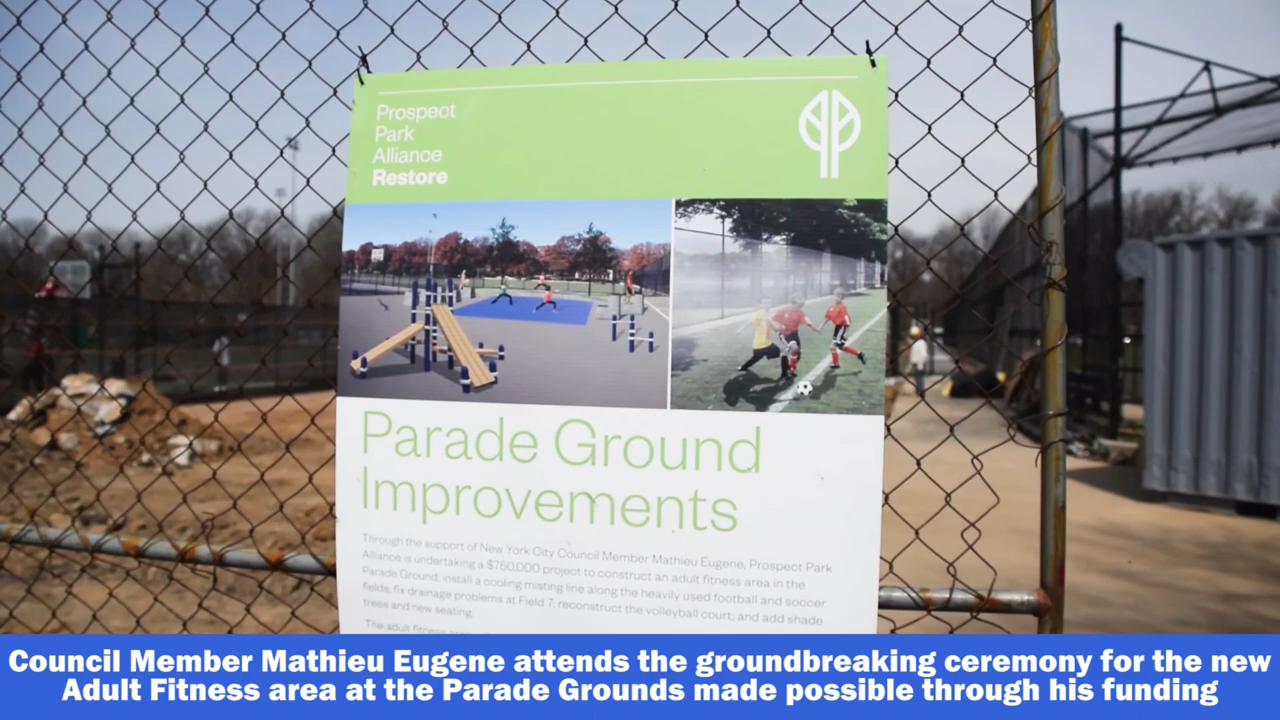 Prospect
Park
Alliance
Restore
Parade Ground
Improvements
Through the support of New York City Council Member Mathieu Eugene, Prospect Park
Alliance is undertaking a $750,000 project to construct an adult fitness area in the
Parade Ground; install a cooling misting line along the heavily used football and soccer
fields; fix drainage problems at Field 7; reconstruct the volleyball court; and add shade
trees and new seating.
The adult fitness
Council Member Mathieu Eugene attends the groundbreaking ceremony for the new
Adult Fitness area at the Parade Grounds made possible through his funding